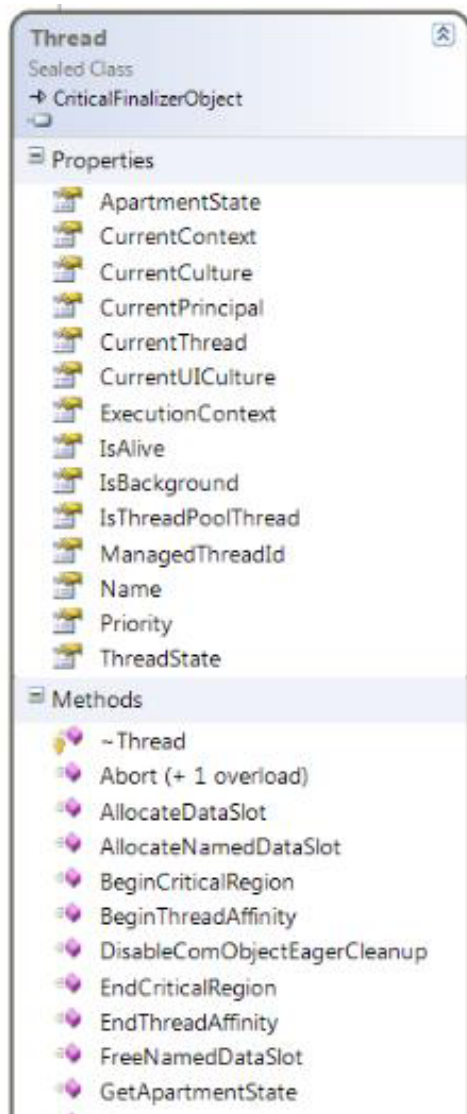 Thread
Sealed Class
CriticalFinalizerObject
Properties
ApartmentState
CurrentContext
CurrentCulture
CurrentPrincipal
CurrentThread
CurrentUICulture
ExecutionContext
IsAlive
IsBackground
IsThreadPoolThread
ManagedThreadId
Name
Priority
ThreadState
Methods
~Thread
Abort (+ 1 overload)
AllocateDataSlot
AllocateNamedDataSlot
BeginCriticalRegion
BeginThreadAffinity
DisableComObjectEagerCleanup
EndCriticalRegion
EndThreadAffinity
FreeNamedDataSlot
GetApartmentState